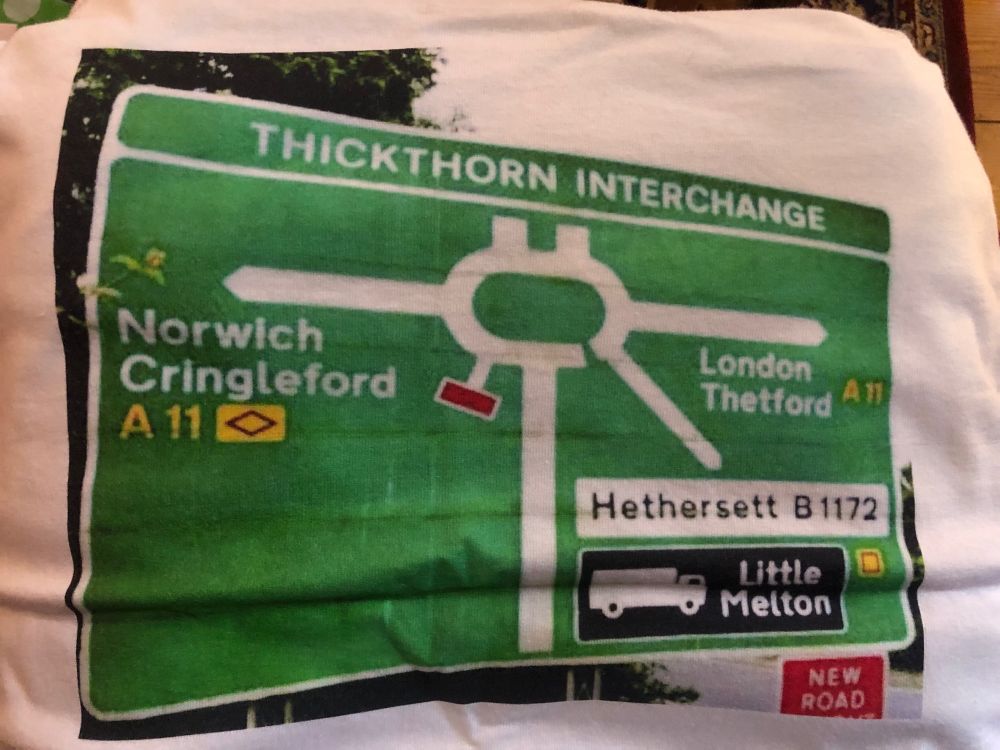 THICKTHORN INTERCHANGE
Norwich
Cringleford
A 11
London
Thetford A 11
Hethersett B 1172
Little
Melton
NEW
ROAD